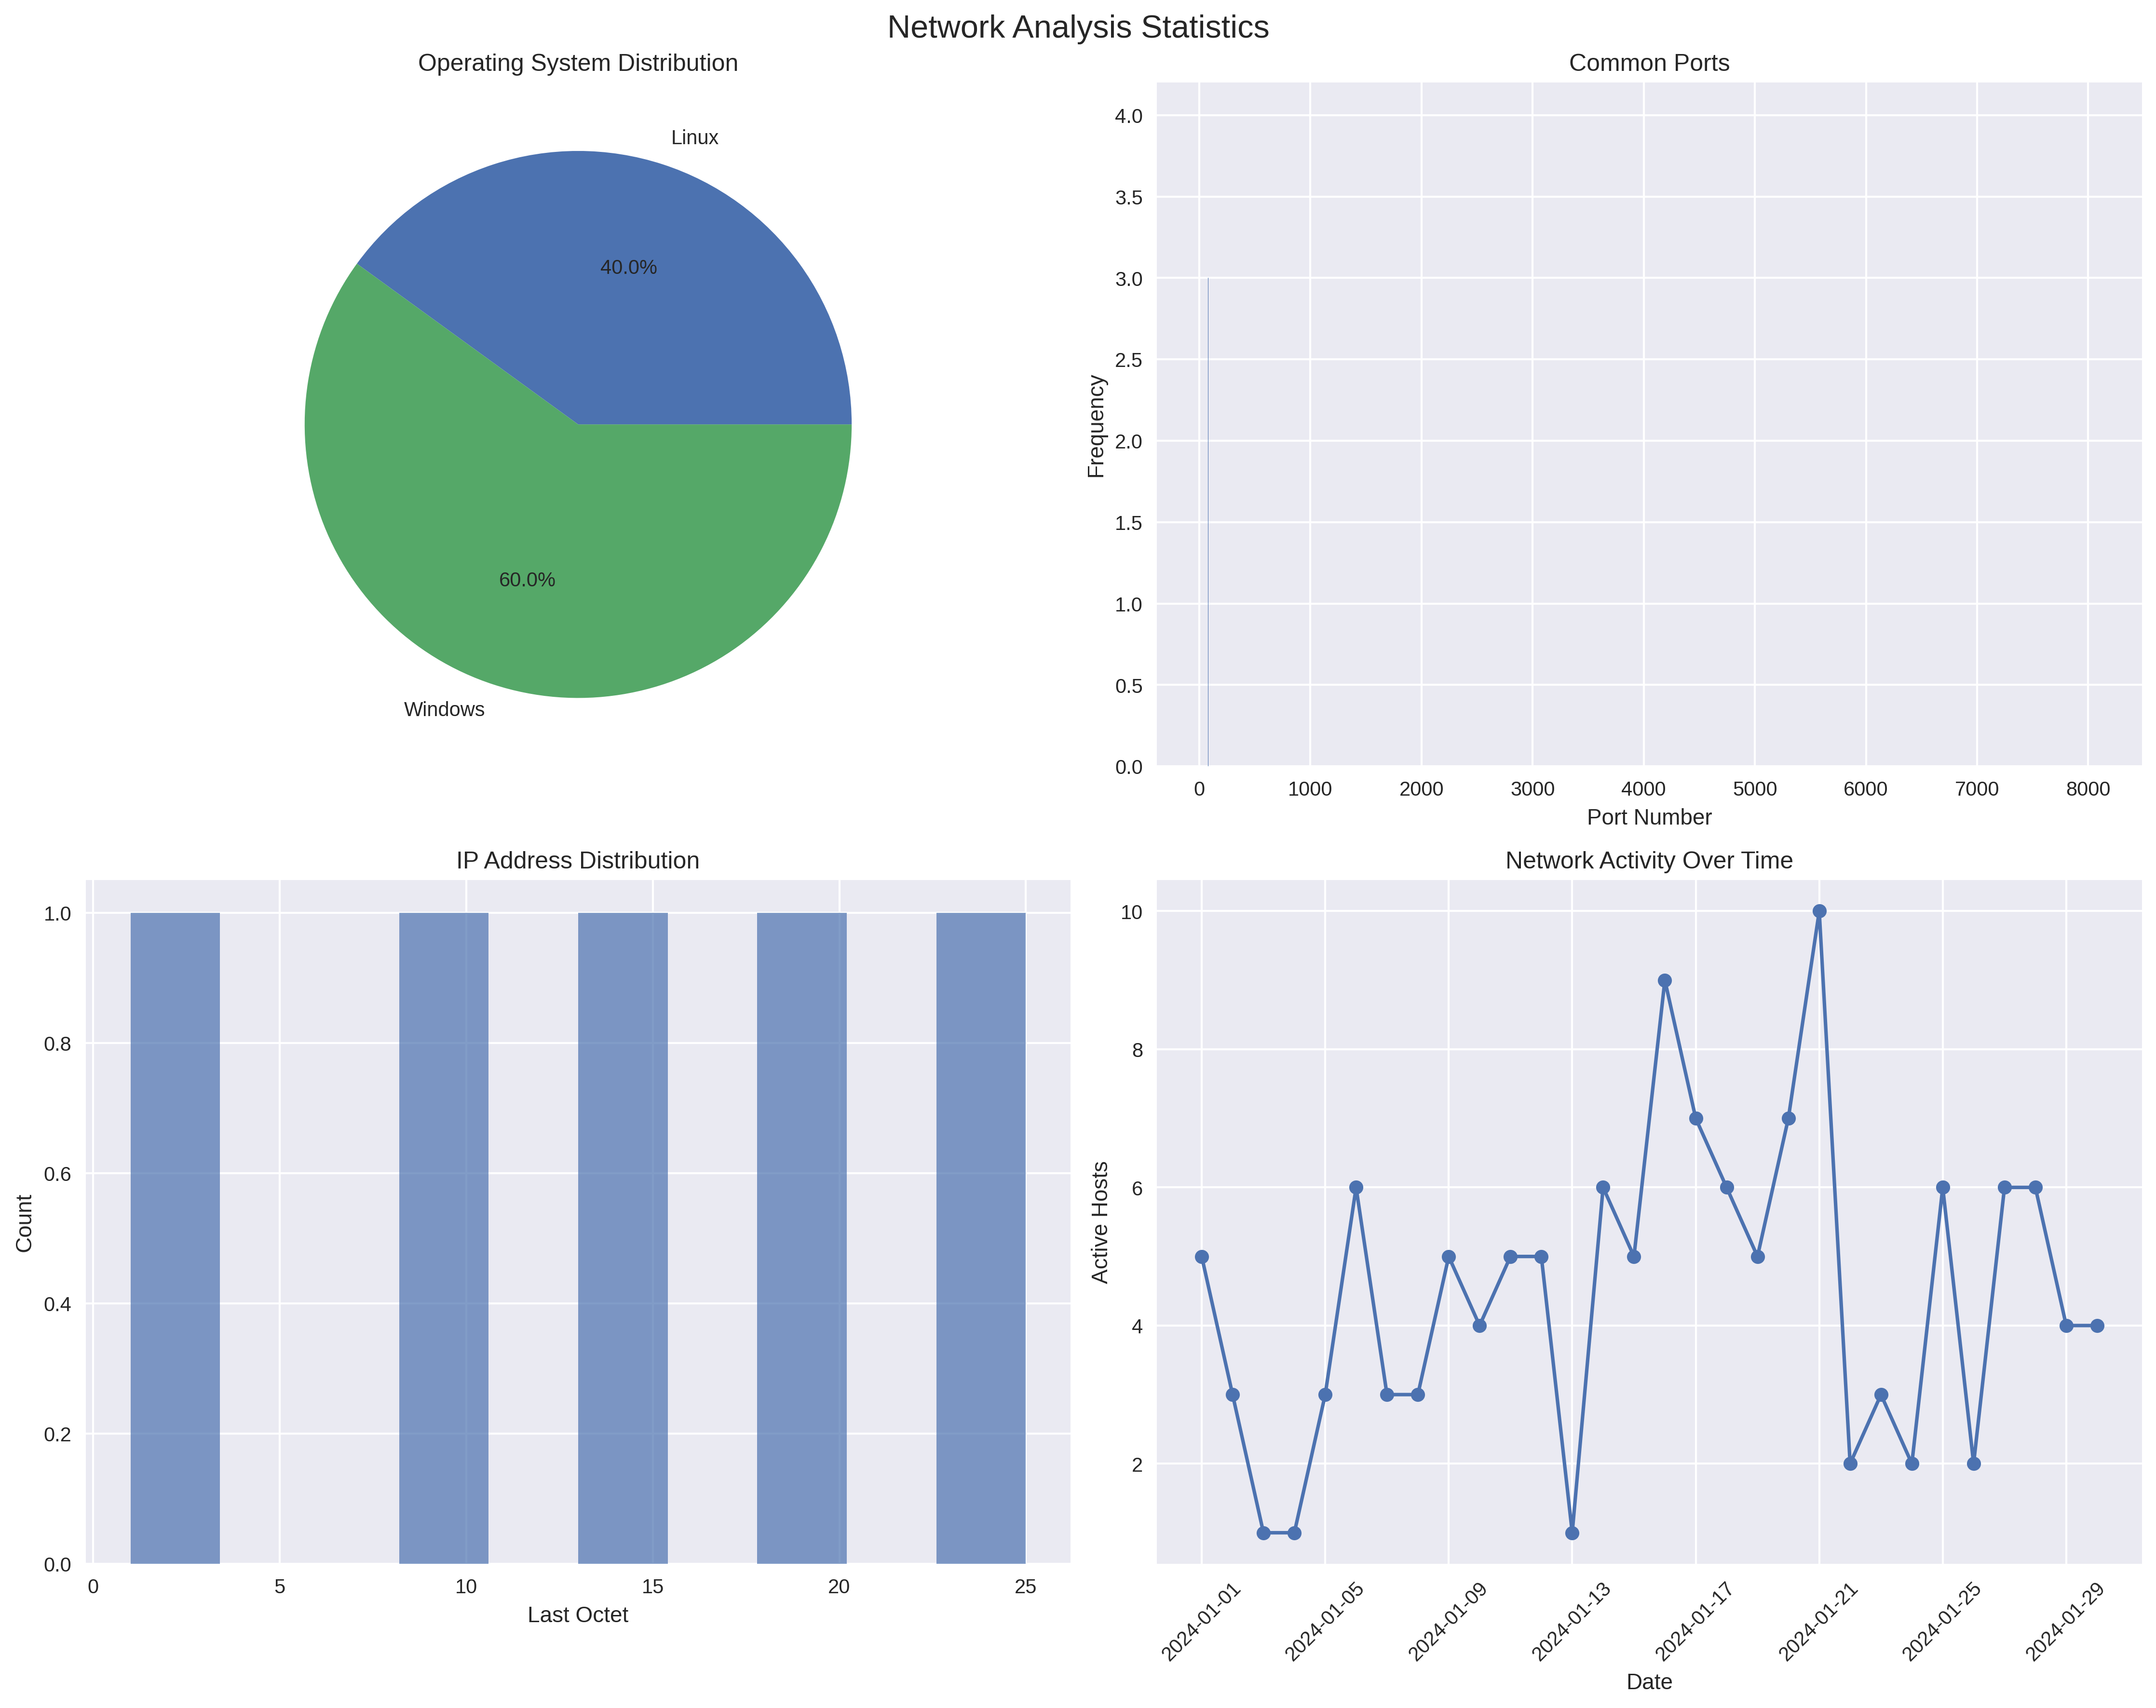 Network Analysis Statistics
Operating System Distribution
Linux
40.0%
60.0%
Windows
Common Ports
4.0
3.5
3.0
2.5
2.0
1.5
1.0
0.5
0.0
Frequency
0 1000 2000 3000 4000 5000 6000 7000 8000
Port Number
IP Address Distribution
1.0
0.8
0.6
0.4
0.2
0.0
Count
0 5 10 15 20 25
Last Octet
Network Activity Over Time
10
8
6
4
2
Active Hosts
2024-01-01 2024-01-05 2024-01-09 2024-01-13 2024-01-17 2024-01-21 2024-01-25 2024-01-29
Date